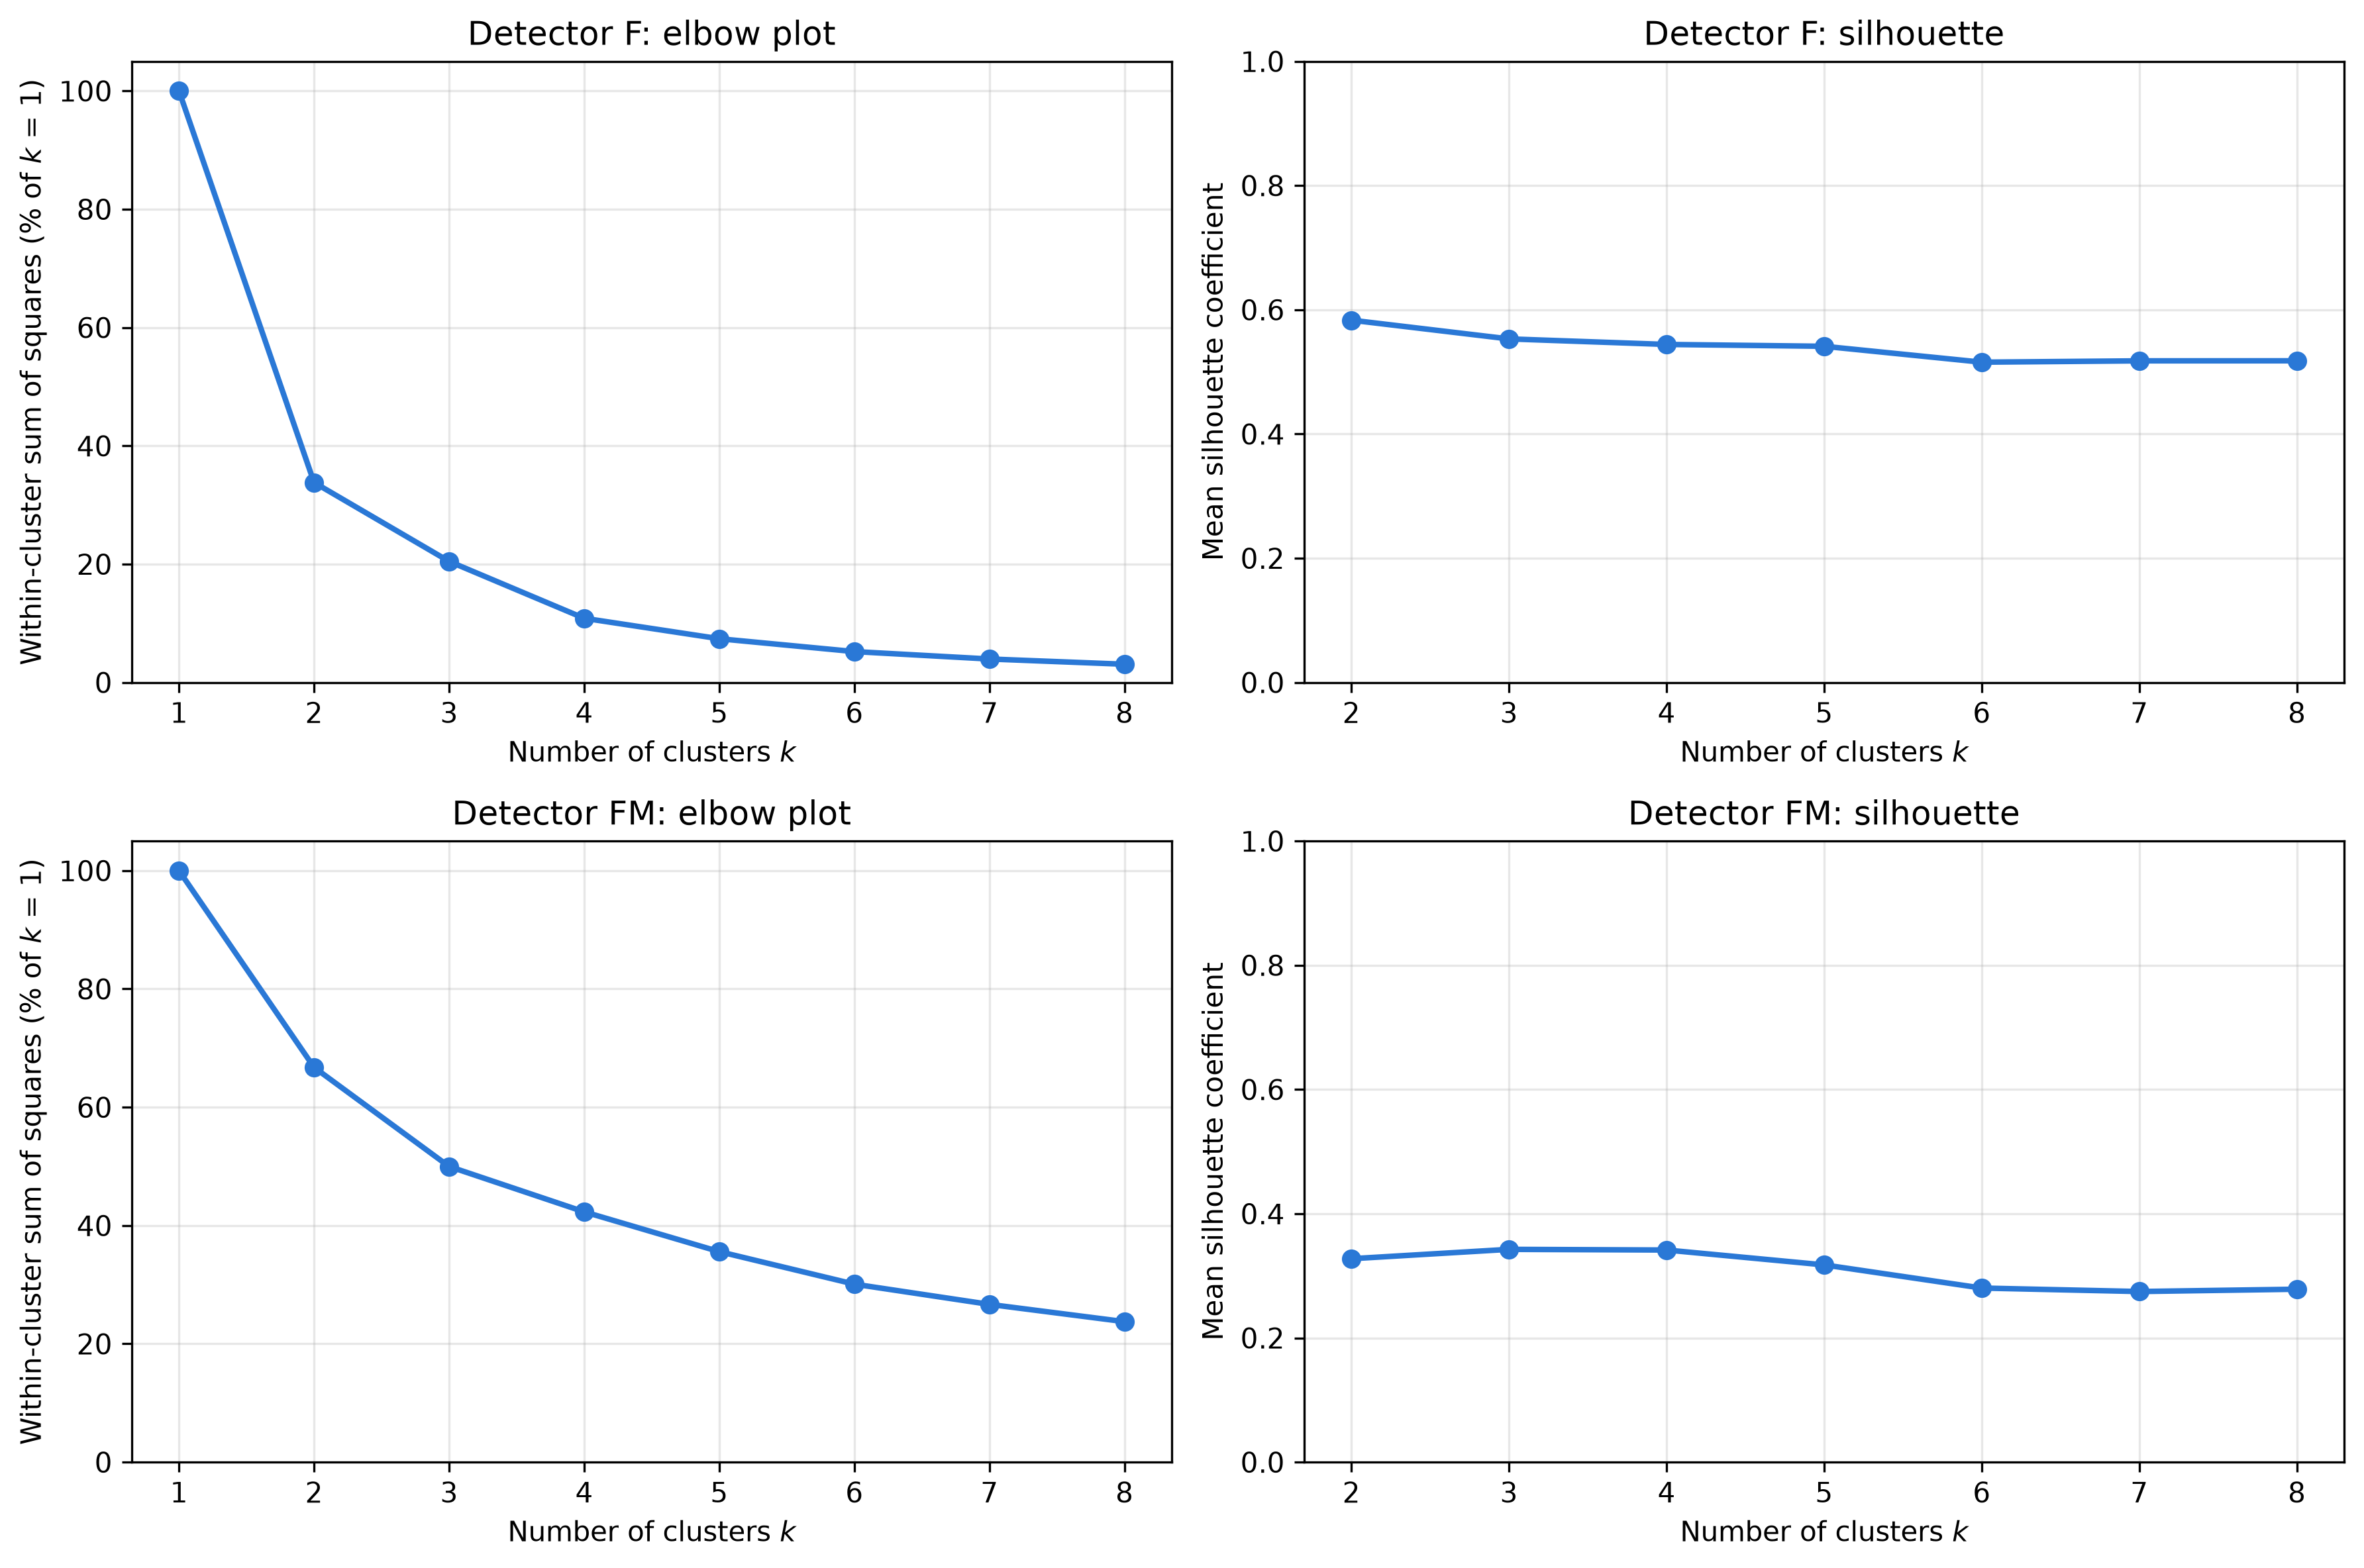 Detector F: elbow plot
Within-cluster sum of squares (% of k = 1)
100
80
60
40
20
0
1 2 3 4 5 6 7 8
Number of clusters k
Detector F: silhouette
Mean silhouette coefficient
1.0
0.8
0.6
0.4
0.2
0.0
2 3 4 5 6 7 8
Number of clusters k
Detector FM: elbow plot
Within-cluster sum of squares (% of k = 1)
100
80
60
40
20
0
1 2 3 4 5 6 7 8
Number of clusters k
Detector FM: silhouette
Mean silhouette coefficient
1.0
0.8
0.6
0.4
0.2
0.0
2 3 4 5 6 7 8
Number of clusters k